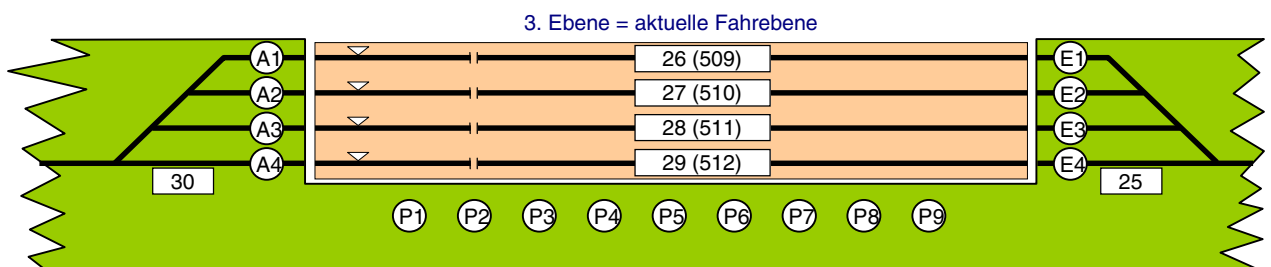 3. Ebene = aktuelle Fahrebene
A1 26 (509) E1
A2 27 (510) E2
A3 28 (511) E3
A4 29 (512) E4
30 25
P1 P2 P3 P4 P5 P6 P7 P8 P9